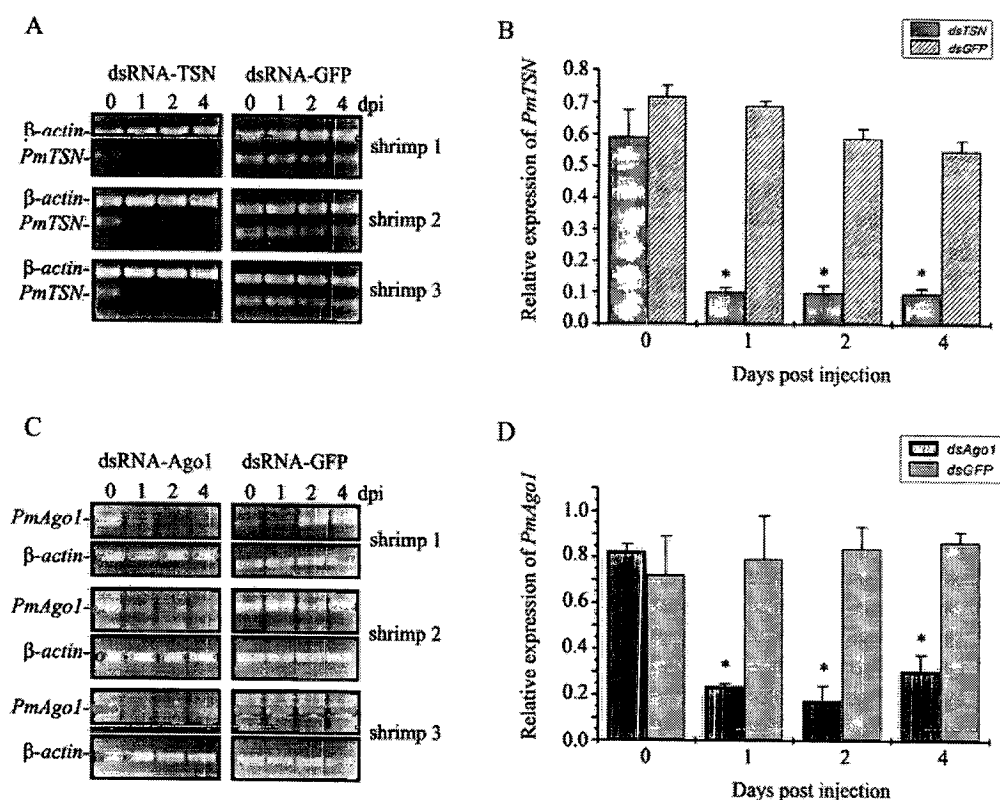 A
dsRNA-TSN dsRNA-GFP
0 1 2 4 0 1 2 4 dpi
β-actin-
PmTSN-
shrimp 1
β-actin-
PmTSN-
shrimp 2
β-actin-
PmTSN-
shrimp 3
B
dsTSN
dsGFP
Relative expression of PmTSN
0.8
0.7
0.6
0.5
0.4
0.3
0.2
0.1
0.0
* * *
0 1 2 4
Days post injection
C
dsRNA-Ago1 dsRNA-GFP
0 1 2 4 0 1 2 4 dpi
PmAgo1-
β-actin-
shrimp 1
PmAgo1-
β-actin-
shrimp 2
PmAgo1-
β-actin-
shrimp 3
D
dsAgo1
dsGFP
Relative expression of PmAgo1
1.0
0.8
0.6
0.4
0.2
0.0
* * *
0 1 2 4
Days post injection